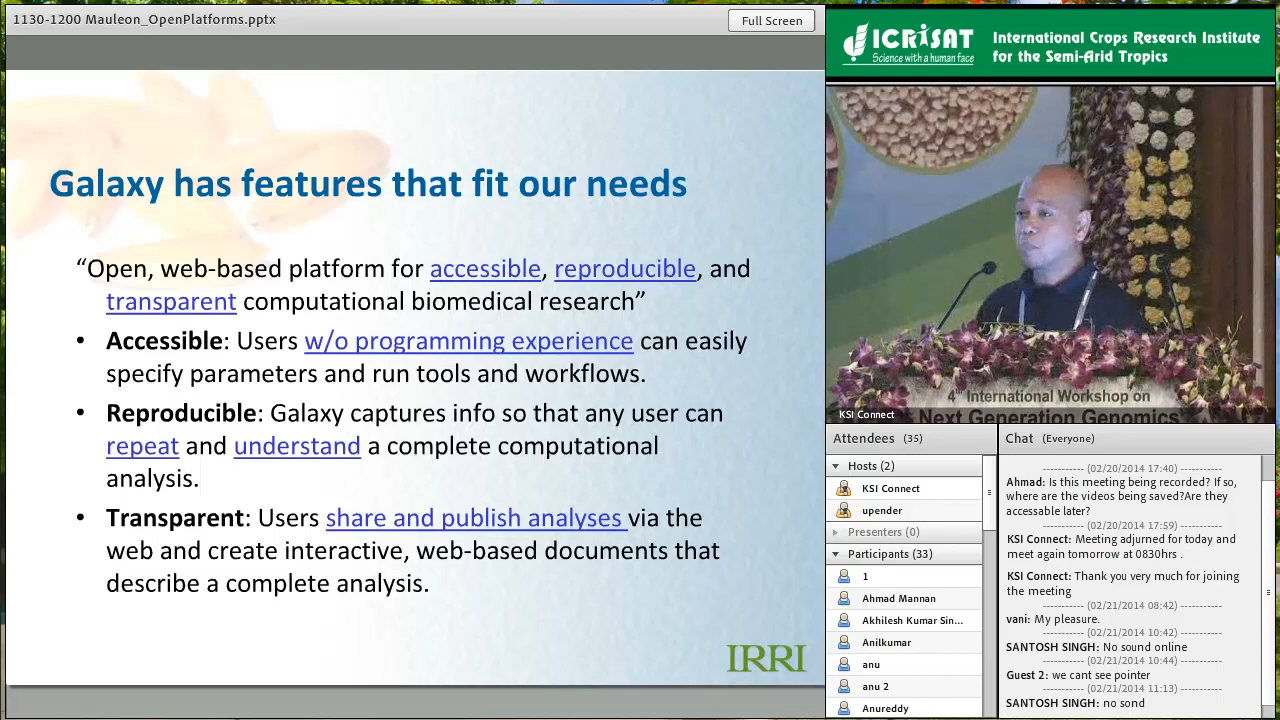 1130-1200 Mauleon_OpenPlatforms.pptx
Full Screen
Galaxy has features that fit our needs
“Open, web-based platform for accessible, reproducible, and
transparent computational biomedical research”
• Accessible: Users w/o programming experience can easily
specify parameters and run tools and workflows.
• Reproducible: Galaxy captures info so that any user can
repeat and understand a complete computational
analysis.
• Transparent: Users share and publish analyses via the
web and create interactive, web-based documents that
describe a complete analysis.
IRRI
ICRISAT
Science with a human face
International Crops Research Institute
for the Semi-Arid Tropics
4th International Workshop on
Next Generation Genomics
KSI Connect
Attendees (35)
Hosts (2)
KSI Connect
upender
Presenters (0)
Participants (33)
1
Ahmad Mannan
Akhilesh Kumar Sin...
Anilkumar
anu
anu 2
Anureddy
Chat (Everyone)
----------- (02/20/2014 17:40) -----------
Ahmad: Is this meeting being recorded? If so,
where are the videos being saved?Are they
accessable later?
----------- (02/20/2014 17:59) -----------
KSI Connect: Meeting adjurned for today and
meet again tomorrow at 0830hrs .
KSI Connect: Thank you very much for joining
the meeting
----------- (02/21/2014 08:42) -----------
vani: My pleasure.
----------- (02/21/2014 10:42) -----------
SANTOSH SINGH: No sound online
----------- (02/21/2014 10:44) -----------
Guest 2: we cant see pointer
----------- (02/21/2014 11:13) -----------
SANTOSH SINGH: no sond